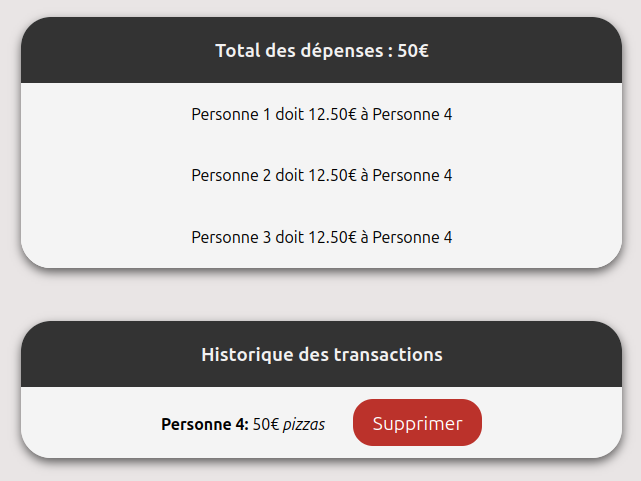 Total des dépenses : 50€
Personne 1 doit 12.50€ à Personne 4
Personne 2 doit 12.50€ à Personne 4
Personne 3 doit 12.50€ à Personne 4
Historique des transactions
Personne 4: 50€ pizzas Supprimer